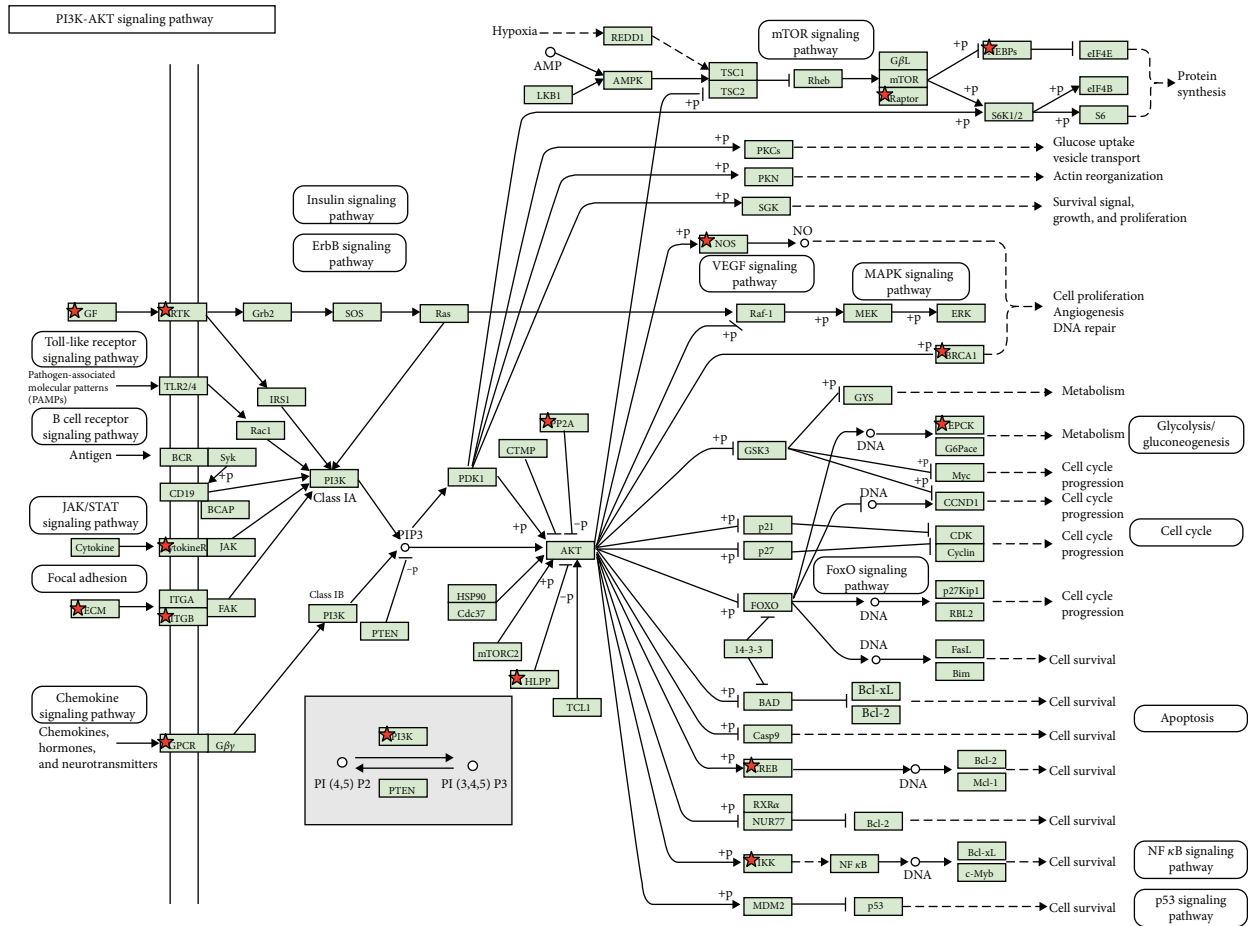 PI3K-AKT signaling pathway
Hypoxia
REDD1
AMP
LKB1
AMPK
TSC1
TSC2
+p
Rheb
mTOR signaling
pathway
GβL
mTOR
Raptor
+p
EBPs
eIF4E
+p
S6K1/2
+p
+p
eIF4B
+p
S6
Protein
synthesis
+p
PKCs
Glucose uptake
vesicle transport
+p
PKN
Actin reorganization
+p
SGK
Survival signal,
growth, and proliferation
Insulin signaling
pathway
ErbB signaling
pathway
+p
NOS
NO
VEGF signaling
pathway
MAPK signaling
pathway
GF
RTK
Grb2
SOS
Ras
Raf-1
+p
+p
MEK
+p
ERK
Cell proliferation
Angiogenesis
DNA repair
+p
BRCA1
Toll-like receptor
signaling pathway
Pathogen-associated
molecular patterns
(PAMPs)
TLR2/4
IRS1
Rac1
B cell receptor
signaling pathway
Antigen
BCR
Syk
+p
CD19
BCAP
PI3K
Class IA
PDK1
CTMP
PP2A
+p
−p
+p
GYS
Metabolism
+p
GSK3
DNA
EPCK
G6Pace
Metabolism
Glycolysis/
gluconeogenesis
+p
Myc
Cell cycle
progression
+p
DNA
CCND1
Cell cycle
progression
JAK/STAT
signaling pathway
Cytokine
CytokineR
JAK
PIP3
−p
AKT
+p
p21
+p
p27
CDK
Cyclin
Cell cycle
progression
Cell cycle
Focal adhesion
ECM
ITGA
ITGB
FAK
Class IB
PI3K
PTEN
HSP90
Cdc37
+p
−p
mTORC2
HLPP
TCL1
FoxO signaling
pathway
+p
FOXO
DNA
p27Kip1
RBL2
Cell cycle
progression
14-3-3
DNA
FasL
Bim
Cell survival
+p
BAD
Bcl-xL
Bcl-2
Cell survival
Apoptosis
+p
Casp9
Cell survival
Chemokine
signaling pathway
Chemokines,
hormones,
and neurotransmitters
GPCR
Gβγ
PI3K
PI (4,5) P2
PTEN
PI (3,4,5) P3
+p
CREB
DNA
Bcl-2
Mcl-1
Cell survival
+p
RXRα
NUR77
Bcl-2
Cell survival
+p
IKK
NF κB
DNA
Bcl-xL
c-Myb
Cell survival
NF κB signaling
pathway
+p
MDM2
p53
Cell survival
p53 signaling
pathway